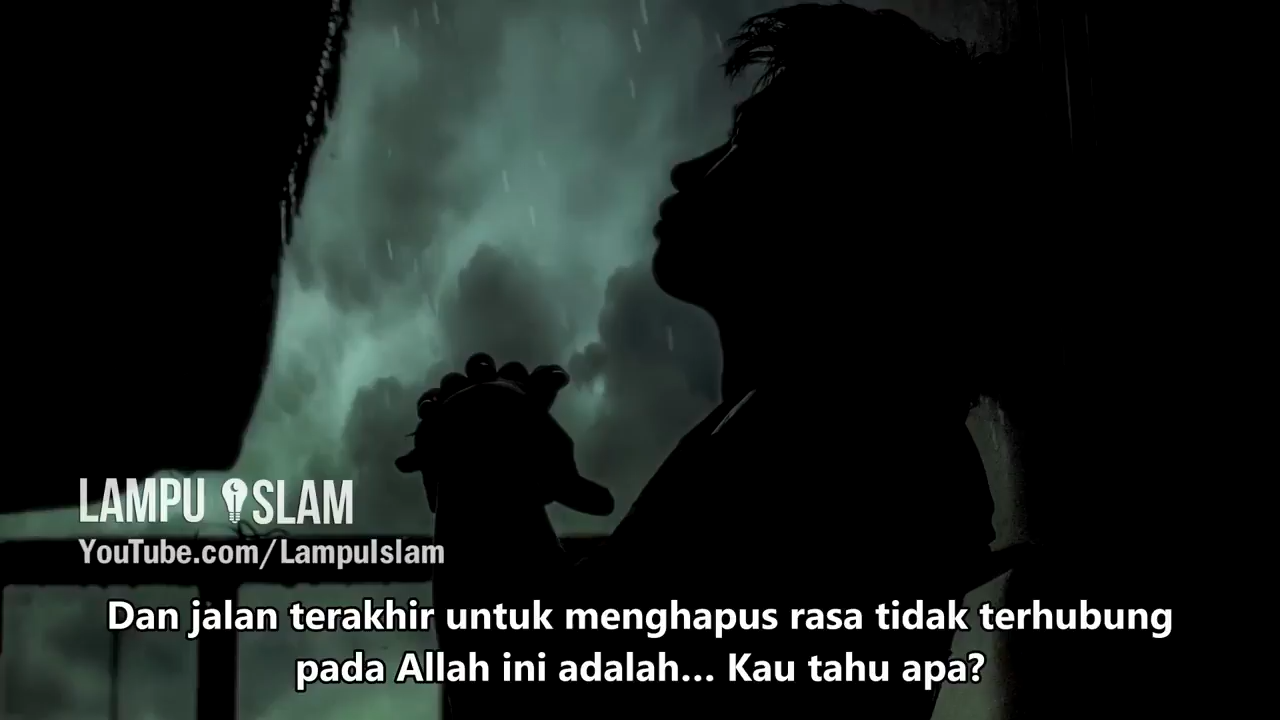 LAMPU ISLAM
YouTube.com/LampuIslam
Dan jalan terakhir untuk menghapus rasa tidak terhubung
pada Allah ini adalah... Kau tahu apa?